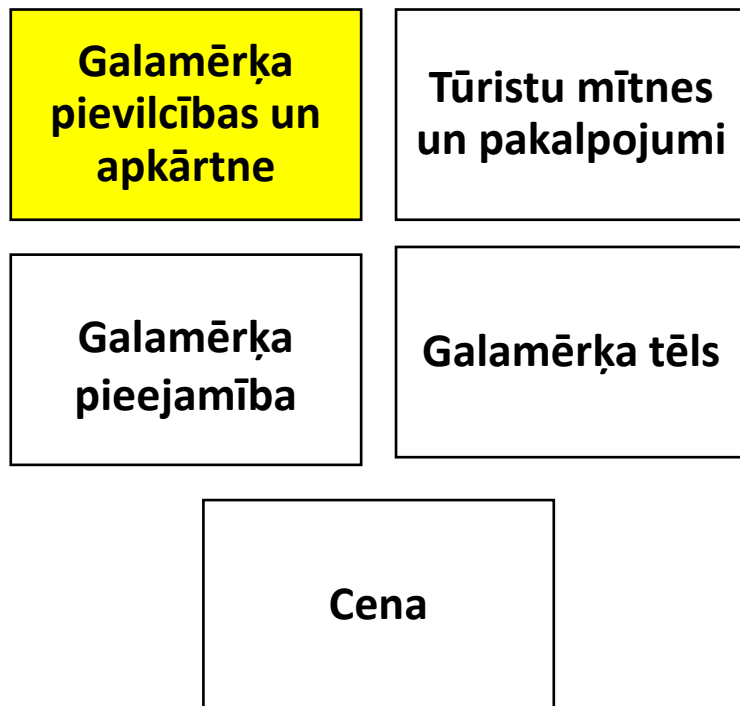 Galamērķa
pievilcības un
apkārtne
Tūristu mītnes
un pakalpojumi
Galamērķa
pieejamība
Galamērķa tēls
Cena